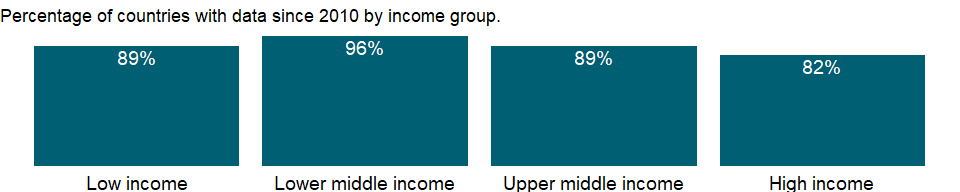 Percentage of countries with data since 2010 by income group.
89% 96% 89% 82%
Low income Lower middle income Upper middle income High income